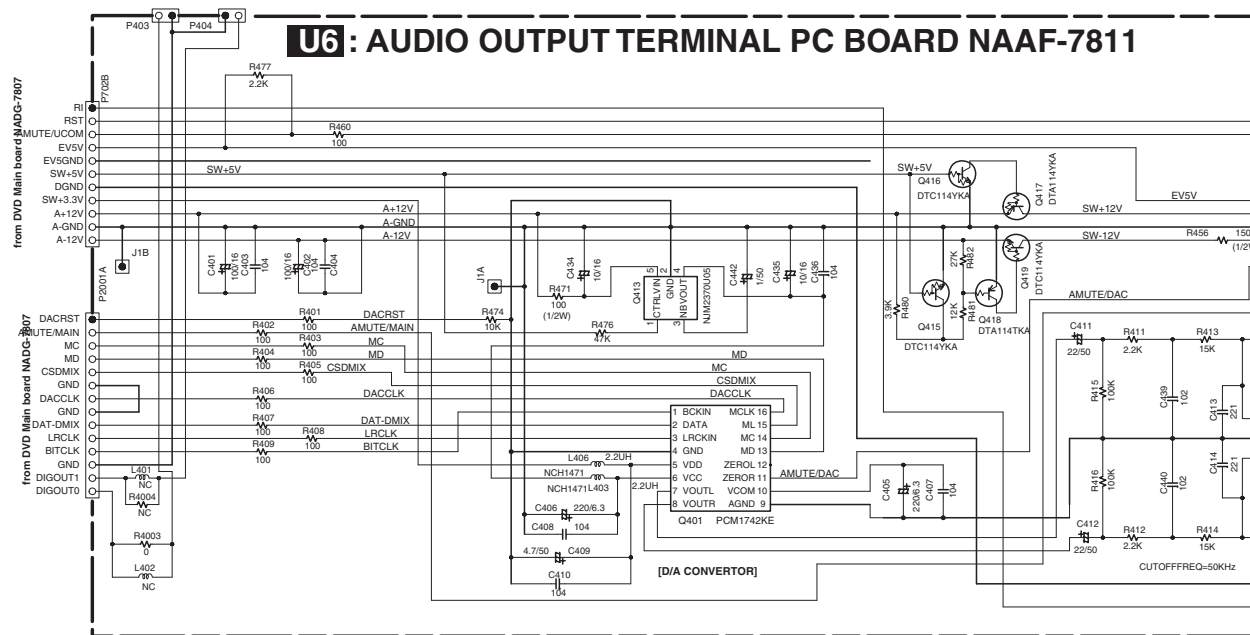 P403
P404
U6 : AUDIO OUTPUT TERMINAL PC BOARD NAAF-7811
R477
2.2K
P702B
from DVD Main board NADG-7807
RI
RST
AMUTE/UCOM
EV5V
EV5GND
SW+5V
DGND
SW+3.3V
A+12V
A-GND
A-12V
R460
100
SW+5V
A+12V
A-GND
A-12V
SW+5V
Q416
DTC114YKA
Q417
DTA114YKA
EV5V
SW+12V
SW-12V
R456
150
(1/2
J1B
P2001A
C401
100/16
C403
104
100/16
C402
104
C404
J1A
C434
10/16
R471
100
(1/2W)
Q413
5 2 4
CTRLVIN
GND
NB
VOUT
1 3
NJM2370U05
C442
1/50
C435
10/16
C436
104
R476
47K
R474
10K
3.9K
R480
Q415
DTC114YKA
27K
R482
12K
R481
Q418
DTA114TKA
Q419
DTC114YKA
AMUTE/DAC
from DVD Main board NADG-7807
DACRST
AMUTE/MAIN
MC
MD
CSDMIX
GND
DACCLK
GND
DAT-DMIX
LRCLK
BITCLK
GND
DIGOUT1
DIGOUT0
R401
100
DACRST
R402
100
AMUTE/MAIN
R403
100
MC
R404
100
MD
R405
100
CSDMIX
R406
100
DACCLK
R407
100
DAT-DMIX
R408
100
LRCLK
R409
100
BITCLK
MD
MC
CSDMIX
DACCLK
1 BCKIN MCLK 16
2 DATA ML 15
3 LRCKIN MC 14
4 GND MD 13
5 VDD ZEROL 12
6 VCC ZEROR 11
7 VOUTL VCOM 10
8 VOUTR AGND 9
Q401 PCM1742KE
[D/A CONVERTOR]
AMUTE/DAC
L406 2.2UH
NCH1471
NCH1471 L403 2.2UH
C406 220/6.3
C408 104
4.7/50 C409
C410
104
L401
NC
R4004
NC
R4003
0
L402
NC
C405
220/6.3
C407
104
C411
22/50
R411
2.2K
R413
15K
R415
100K
C439
102
C413
221
R416
100K
C440
102
C414
221
C412
22/50
R412
2.2K
R414
15K
CUTOFFFREQ=50KHz